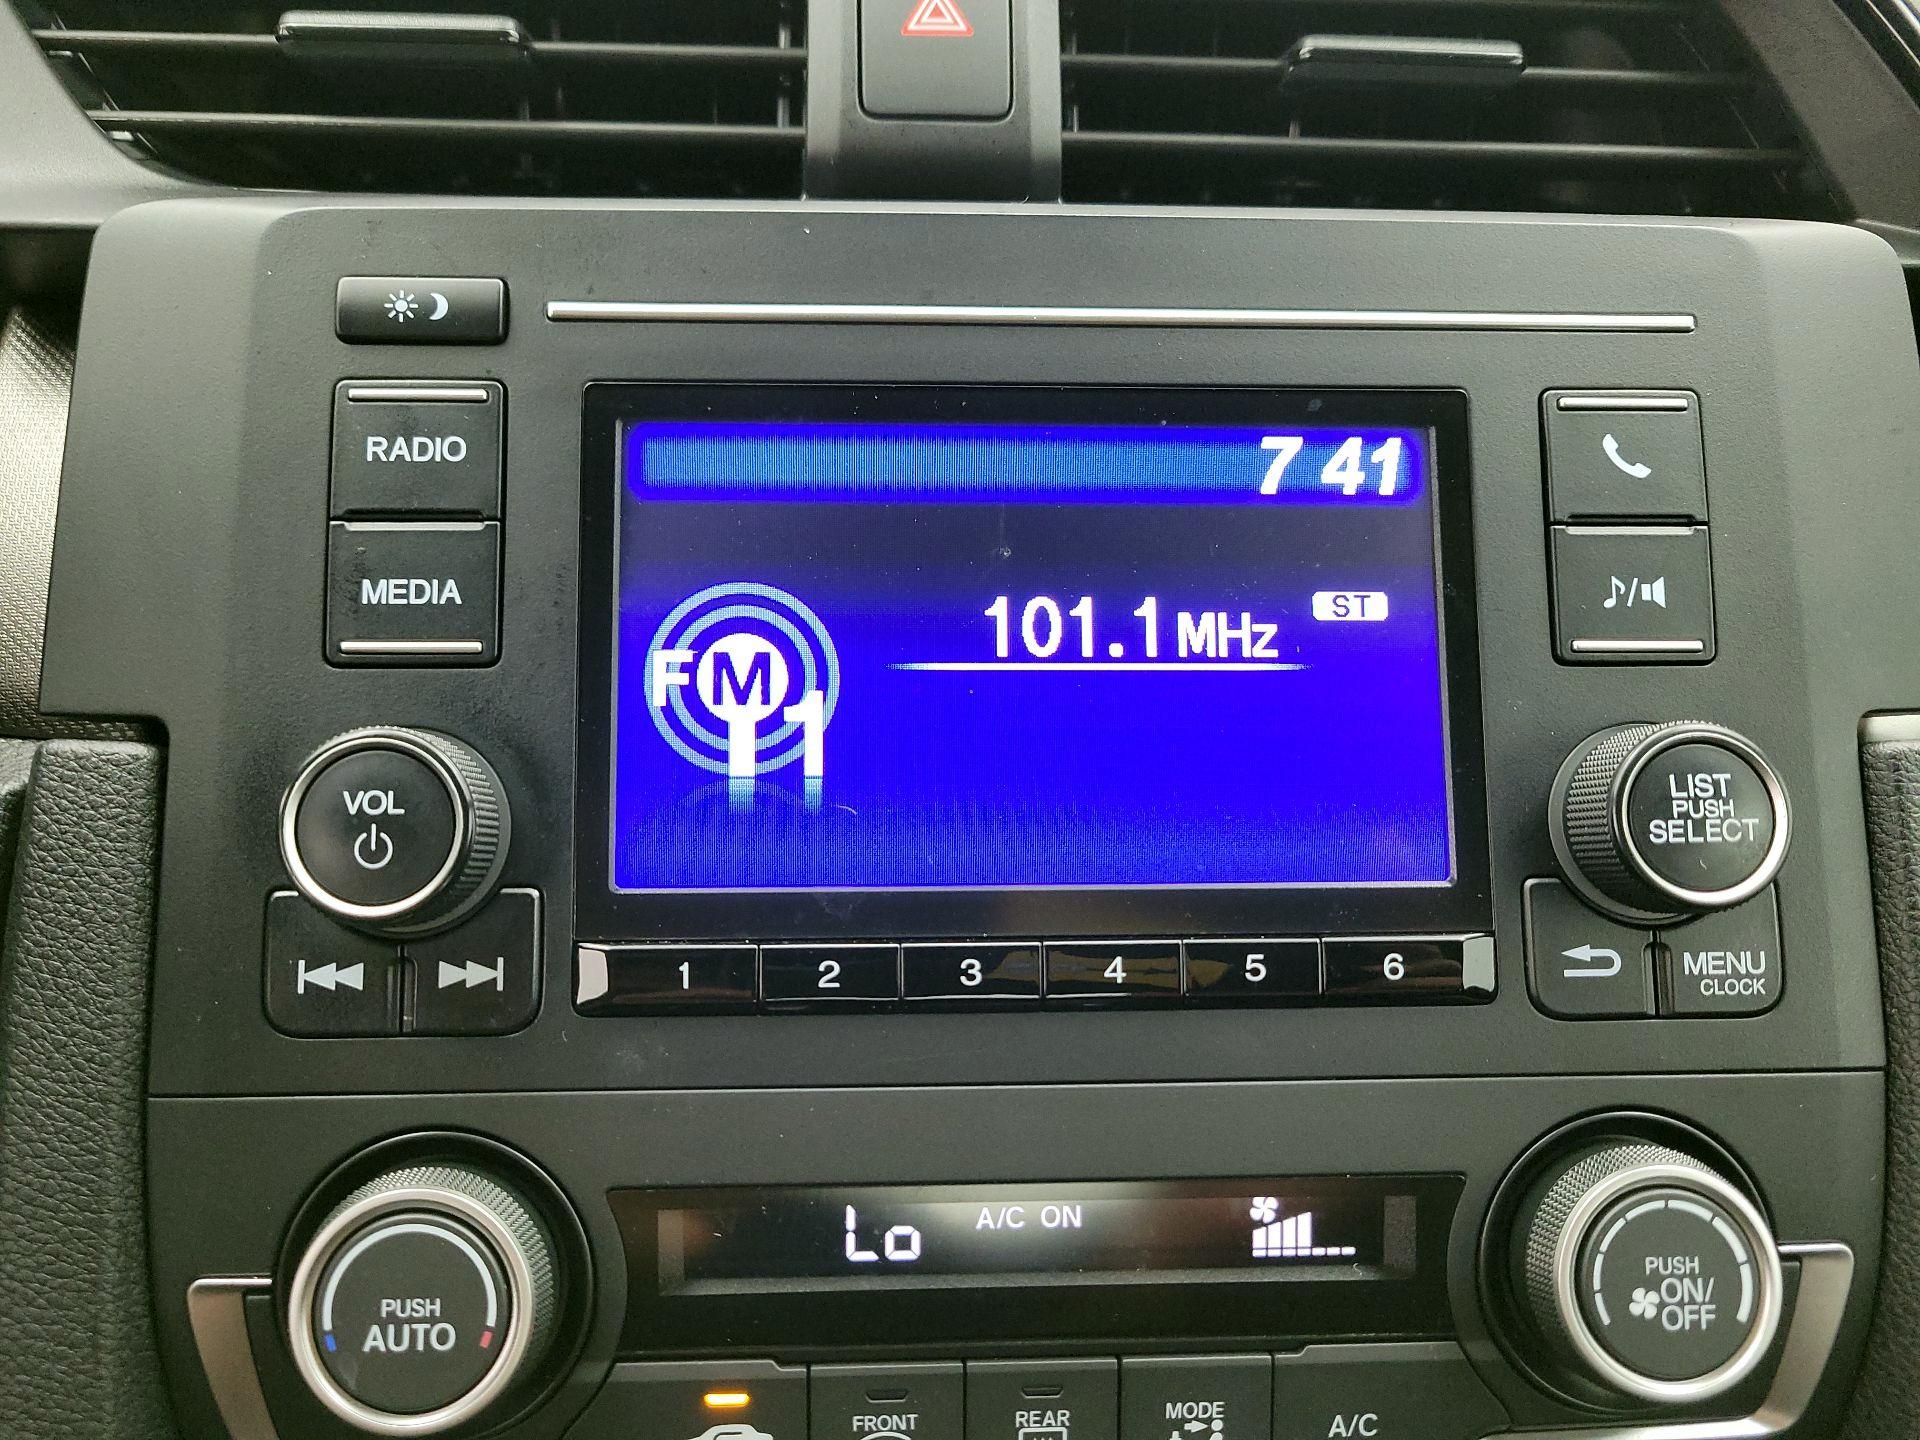 RADIO
MEDIA
7 41
101.1 MHz
ST
FM
1
VOL
LIST
PUSH
SELECT
MENU
CLOCK
1 2 3 4 5 6
Lo
A/C ON
PUSH
AUTO
PUSH
ON/
OFF
FRONT
REAR
MODE
A/C